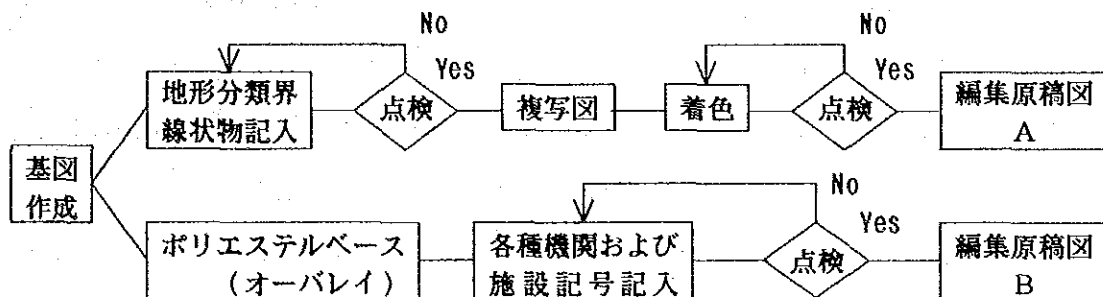 No
No
Yes
Yes
地形分類界
線状物記入
点検
複写図
着色
点検
編集原稿図
A
基図
作成
No
Yes
ポリエステルベース
(オーバレイ)
各種機関および
施設記号記入
点検
編集原稿図
B